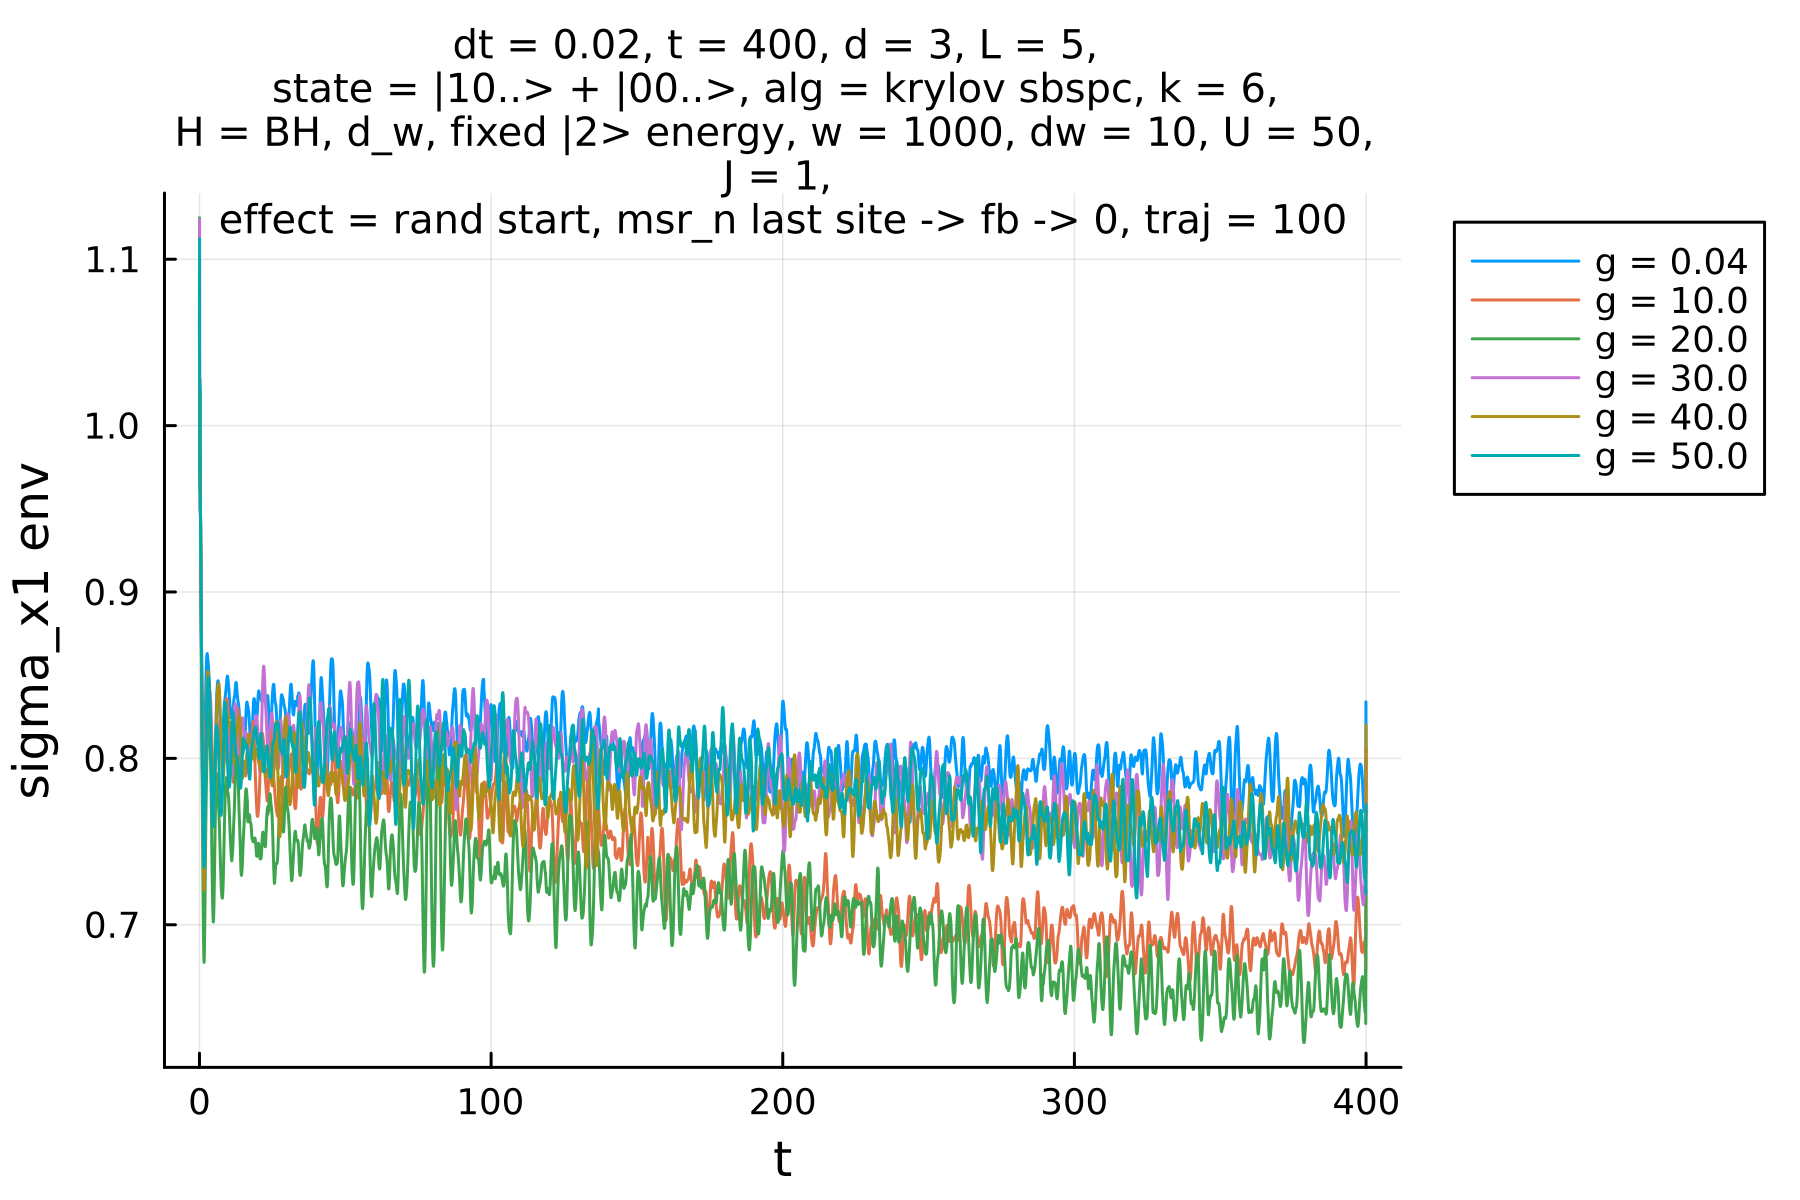 dt = 0.02, t = 400, d = 3, L = 5,
state = |10..> + |00..>, alg = krylov sbspc, k = 6,
H = BH, d_w, fixed |2> energy, w = 1000, dw = 10, U = 50,
J = 1,
effect = rand start, msr_n last site -> fb -> 0, traj = 100
sigma_x1 env
1.1
1.0
0.9
0.8
0.7
0
100
200
300
400
t
g = 0.04
g = 10.0
g = 20.0
g = 30.0
g = 40.0
g = 50.0